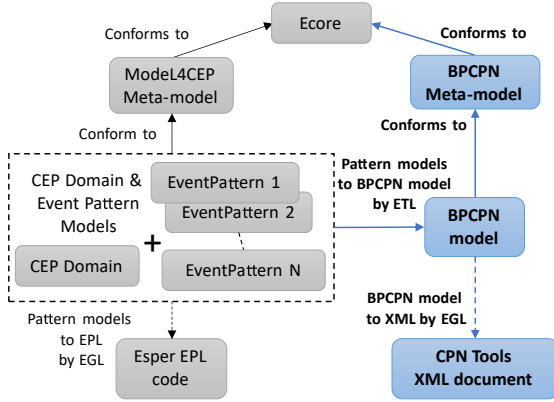 Ecore
Conforms to
Conforms to
ModeL4CEP
Meta-model
BPCPN
Meta-model
Conform to
Conforms to
CEP Domain &
Event Pattern
Models
+
CEP Domain
EventPattern 1
EventPattern 2
EventPattern N
Pattern models
to BPCPN model
by ETL
BPCPN
model
Pattern models
to EPL
by EGL
BPCPN model
to XML by EGL
Esper EPL
code
CPN Tools
XML document